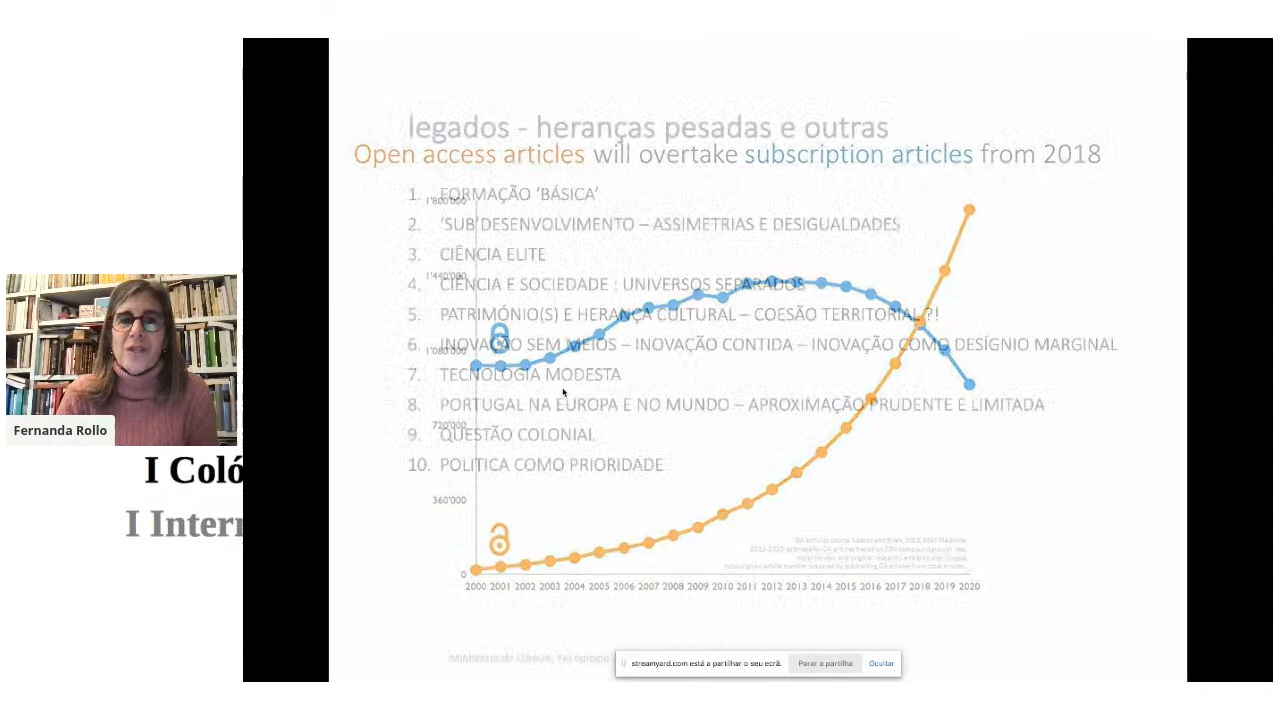 legados - heranças pesadas e outras
Open access articles will overtake subscription articles from 2018
1. FORMAÇÃO ‘BÁSICA’
2. ‘SUB’DESENVOLVIMENTO – ASSIMETRIAS E DESIGUALDADES
3. CIÊNCIA ELITE
4. CIÊNCIA E SOCIEDADE : UNIVERSOS SEPARADOS
5. PATRIMÓNIO(S) E HERANÇA CULTURAL – COESÃO TERRITORIAL ?!
6. INOVAÇÃO SEM MEIOS – INOVAÇÃO CONTIDA – INOVAÇÃO COMO DESÍGNIO MARGINAL
7. TECNOLOGIA MODESTA
8. PORTUGAL NA EUROPA E NO MUNDO – APROXIMAÇÃO PRUDENTE E LIMITADA
9. QUESTÃO COLONIAL
10. POLITICA COMO PRIORIDADE
1'800'000
1'440'000
1'080'000
720'000
360'000
0
2000 2001 2002 2003 2004 2005 2006 2007 2008 2009 2010 2011 2012 2013 2014 2015 2016 2017 2018 2019 2020
Fernanda Rollo
I Coló
I Intern
Ministério da Ciência, Tecnologia
streamyard.com está a partilhar o seu ecrã. Parar a partilha Ocultar